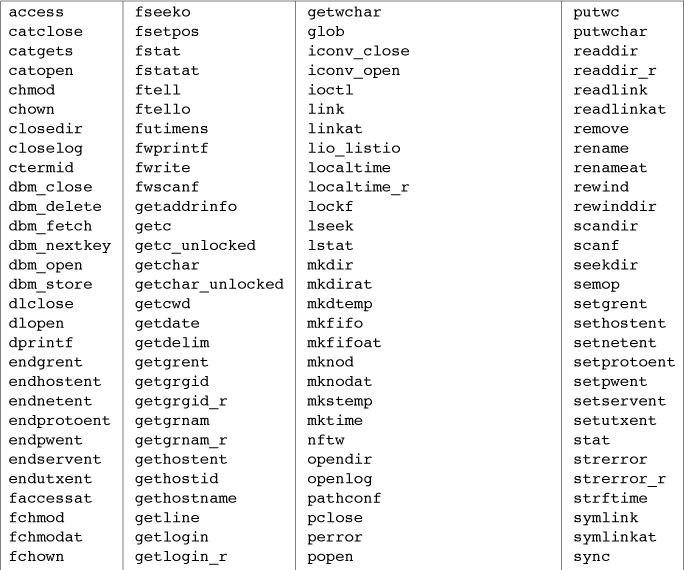 access fseeko getwchar putwc
catclose fsetpos glob putwchar
catgets fstat iconv_close readdir
catopen fstatat iconv_open readdir_r
chmod ftell ioctl readlink
chown ftello link readlinkat
closedir futimens linkat remove
closelog fwprintf lio_listio rename
ctermid fwrite localtime renameat
dbm_close fwscanf localtime_r rewind
dbm_delete getaddrinfo lockf rewinddir
dbm_fetch getc lseek scandir
dbm_nextkey getc_unlocked lstat scanf
dbm_open getchar mkdir seekdir
dbm_store getchar_unlocked mkdirat semop
dlclose getcwd mkdtemp setgrent
dlopen getdate mkfifo sethostent
dprintf getdelim mkfifoat setnetent
endgrent getgrent mknod setprotoent
endhostent getgrgid mknodat setpwent
endnetent getgrgid_r mkstemp setservent
endprotoent getgrnam mktime setutxent
endpwent getgrnam_r nftw stat
endservent gethostent opendir strerror
endutxent gethostid openlog strerror_r
faccessat gethostname pathconf strftime
fchmod getline pclose symlink
fchmodat getlogin perror symlinkat
fchown getlogin_r popen sync